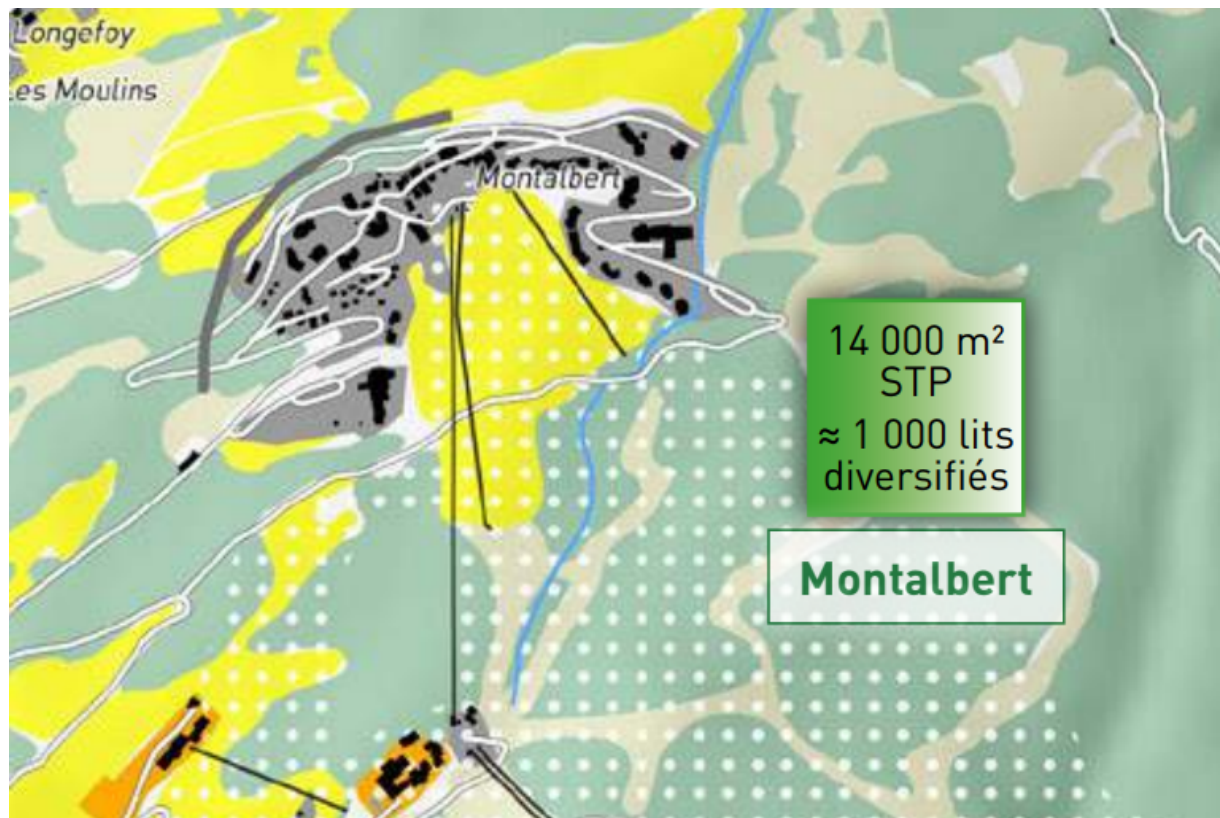 Longefoy
Les Moulins
Montalbert
14 000 m²
STP
≈ 1 000 lits
diversifiés
Montalbert